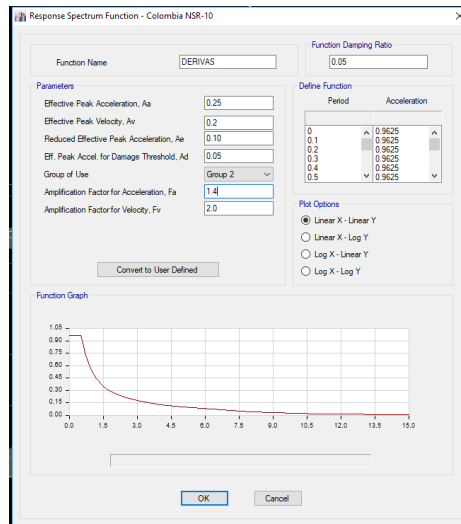 Response Spectrum Function - Colombia NSR-10
Function Name
DERIVAS
Function Damping Ratio
0.05
Parameters
Effective Peak Acceleration, Aa
0.25
Effective Peak Velocity, Av
0.2
Reduced Effective Peak Acceleration, Ae
0.10
Eff. Peak Accel. for Damage Threshold, Ad
0.05
Group of Use
Group 2
Amplification Factor for Acceleration, Fa
1.4
Amplification Factor for Velocity, Fv
2.0
Convert to User Defined
Define Function
Period Acceleration
0 0.9625
0.1 0.9625
0.2 0.9625
0.3 0.9625
0.4 0.9625
0.5 0.9625
Plot Options
Linear X - Linear Y
Linear X - Log Y
Log X - Linear Y
Log X - Log Y
Function Graph
1.05
0.90
0.75
0.60
0.45
0.30
0.15
0.00
0.0 1.5 3.0 4.5 6.0 7.5 9.0 10.5 12.0 13.5 15.0
OK Cancel